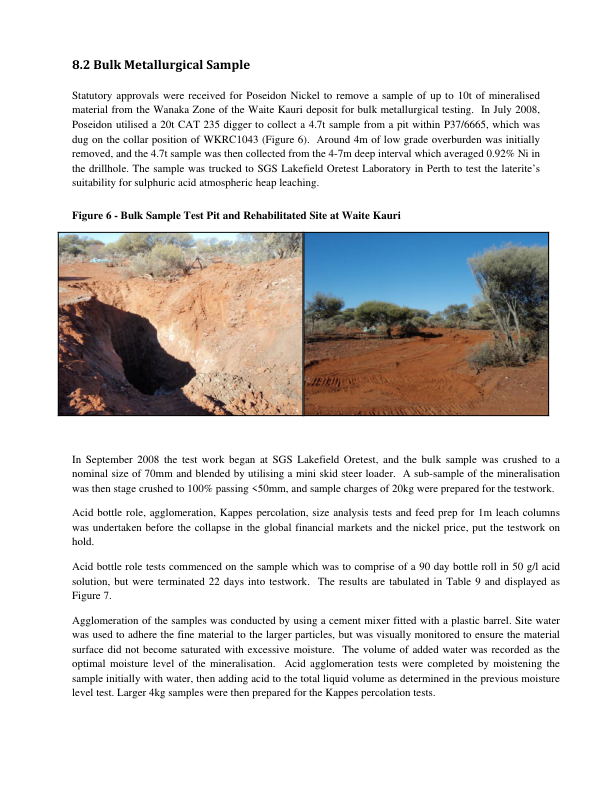 8.2 Bulk Metallurgical Sample
Statutory approvals were received for Poseidon Nickel to remove a sample of up to 10t of mineralised
material from the Wanaka Zone of the Waite Kauri deposit for bulk metallurgical testing. In July 2008,
Poseidon utilised a 20t CAT 235 digger to collect a 4.7t sample from a pit within P37/6665, which was
dug on the collar position of WKRC1043 (Figure 6). Around 4m of low grade overburden was initially
removed, and the 4.7t sample was then collected from the 4-7m deep interval which averaged 0.92% Ni in
the drillhole. The sample was trucked to SGS Lakefield Oretest Laboratory in Perth to test the laterite's
suitability for sulphuric acid atmospheric heap leaching.
Figure 6 - Bulk Sample Test Pit and Rehabilitated Site at Waite Kauri
In September 2008 the test work began at SGS Lakefield Oretest, and the bulk sample was crushed to a
nominal size of 70mm and blended by utilising a mini skid steer loader. A sub-sample of the mineralisation
was then stage crushed to 100% passing <50mm, and sample charges of 20kg were prepared for the testwork.
Acid bottle role, agglomeration, Kappes percolation, size analysis tests and feed prep for 1m leach columns
was undertaken before the collapse in the global financial markets and the nickel price, put the testwork on
hold.
Acid bottle role tests commenced on the sample which was to comprise of a 90 day bottle roll in 50 g/l acid
solution, but were terminated 22 days into testwork. The results are tabulated in Table 9 and displayed as
Figure 7.
Agglomeration of the samples was conducted by using a cement mixer fitted with a plastic barrel. Site water
was used to adhere the fine material to the larger particles, but was visually monitored to ensure the material
surface did not become saturated with excessive moisture. The volume of added water was recorded as the
optimal moisture level of the mineralisation. Acid agglomeration tests were completed by moistening the
sample initially with water, then adding acid to the total liquid volume as determined in the previous moisture
level test. Larger 4kg samples were then prepared for the Kappes percolation tests.